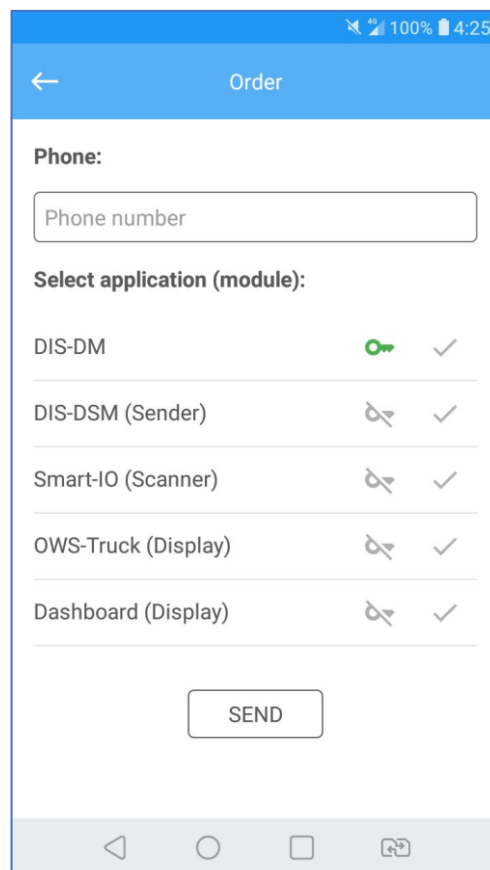 4G 100% 4:25
Order
Phone:
Phone number
Select application (module):
DIS-DM
DIS-DSM (Sender)
Smart-IO (Scanner)
OWS-Truck (Display)
Dashboard (Display)
SEND